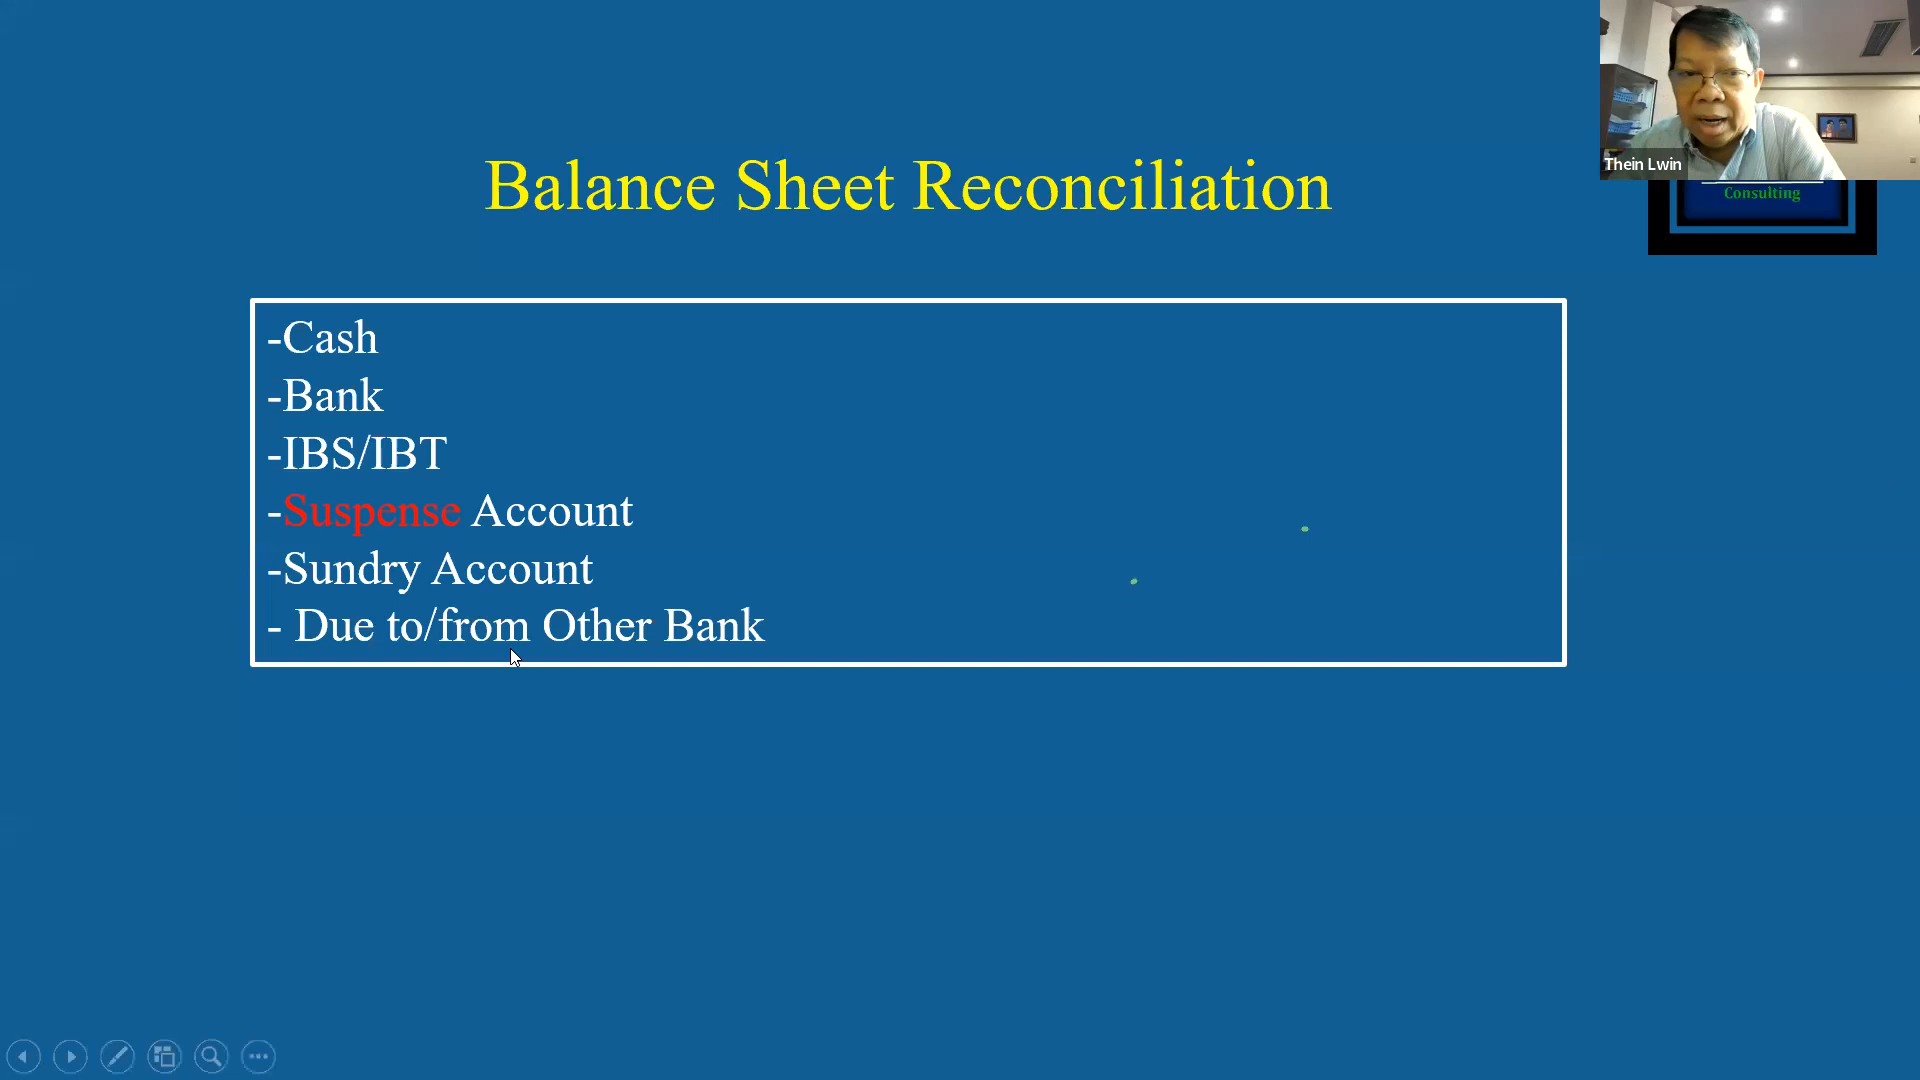 Balance Sheet Reconciliation
-Cash
-Bank
-IBS/IBT
-Suspense Account
-Sundry Account
- Due to/from Other Bank
Thein Lwin
Consulting